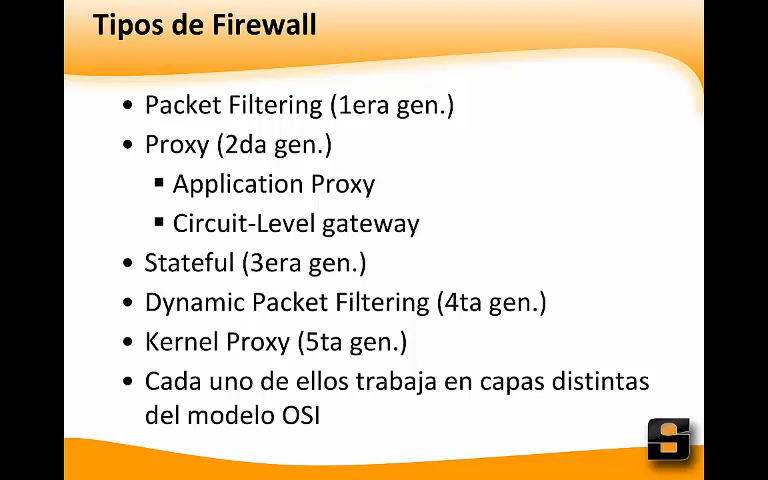 Tipos de Firewall
• Packet Filtering (1era gen.)
• Proxy (2da gen.)
▪ Application Proxy
▪ Circuit-Level gateway
• Stateful (3era gen.)
• Dynamic Packet Filtering (4ta gen.)
• Kernel Proxy (5ta gen.)
• Cada uno de ellos trabaja en capas distintas
del modelo OSI